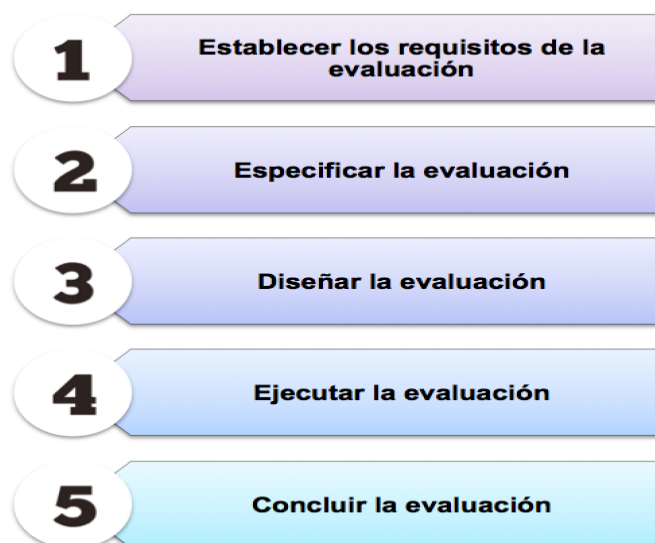 1
Establecer los requisitos de la
evaluación
2
Especificar la evaluación
3
Diseñar la evaluación
4
Ejecutar la evaluación
5
Concluir la evaluación